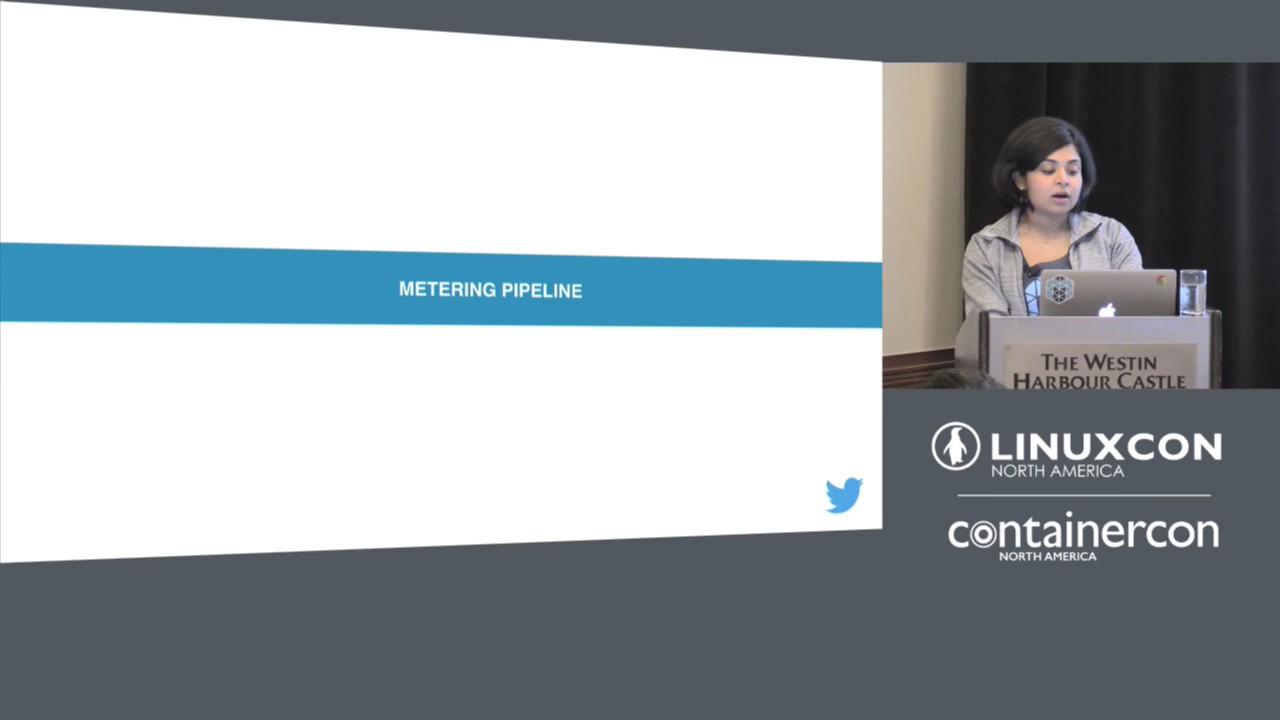 METERING PIPELINE
THE WESTIN
HARBOUR CASTLE
LINUXCON
NORTH AMERICA
containercon
NORTH AMERICA